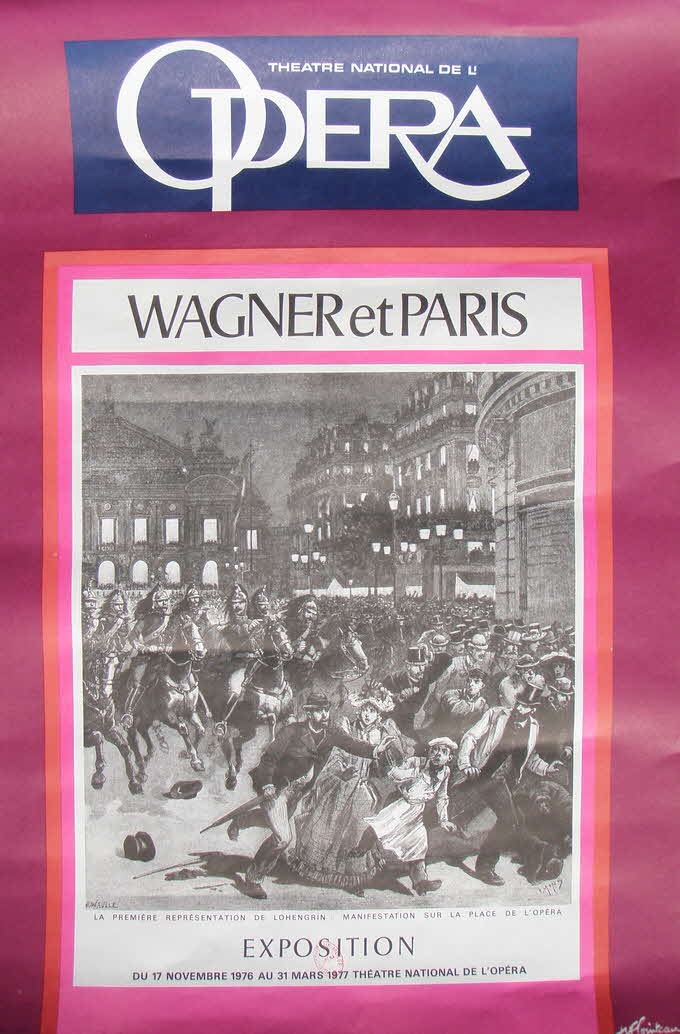 THEATRE NATIONAL DE L'
OPERA
WAGNER et PARIS
LA PREMIÈRE REPRÉSENTATION DE LOHENGRIN : MANIFESTATION SUR LA PLACE DE L'OPÉRA
EXPOSITION
DU 17 NOVEMBRE 1976 AU 31 MARS 1977 THÉATRE NATIONAL DE L'OPÉRA